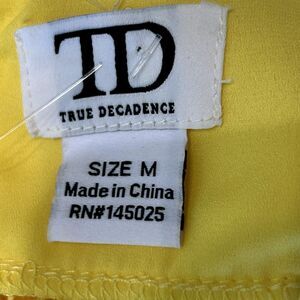 TD
TRUE DECADENCE
SIZE M
Made in China
RN#145025